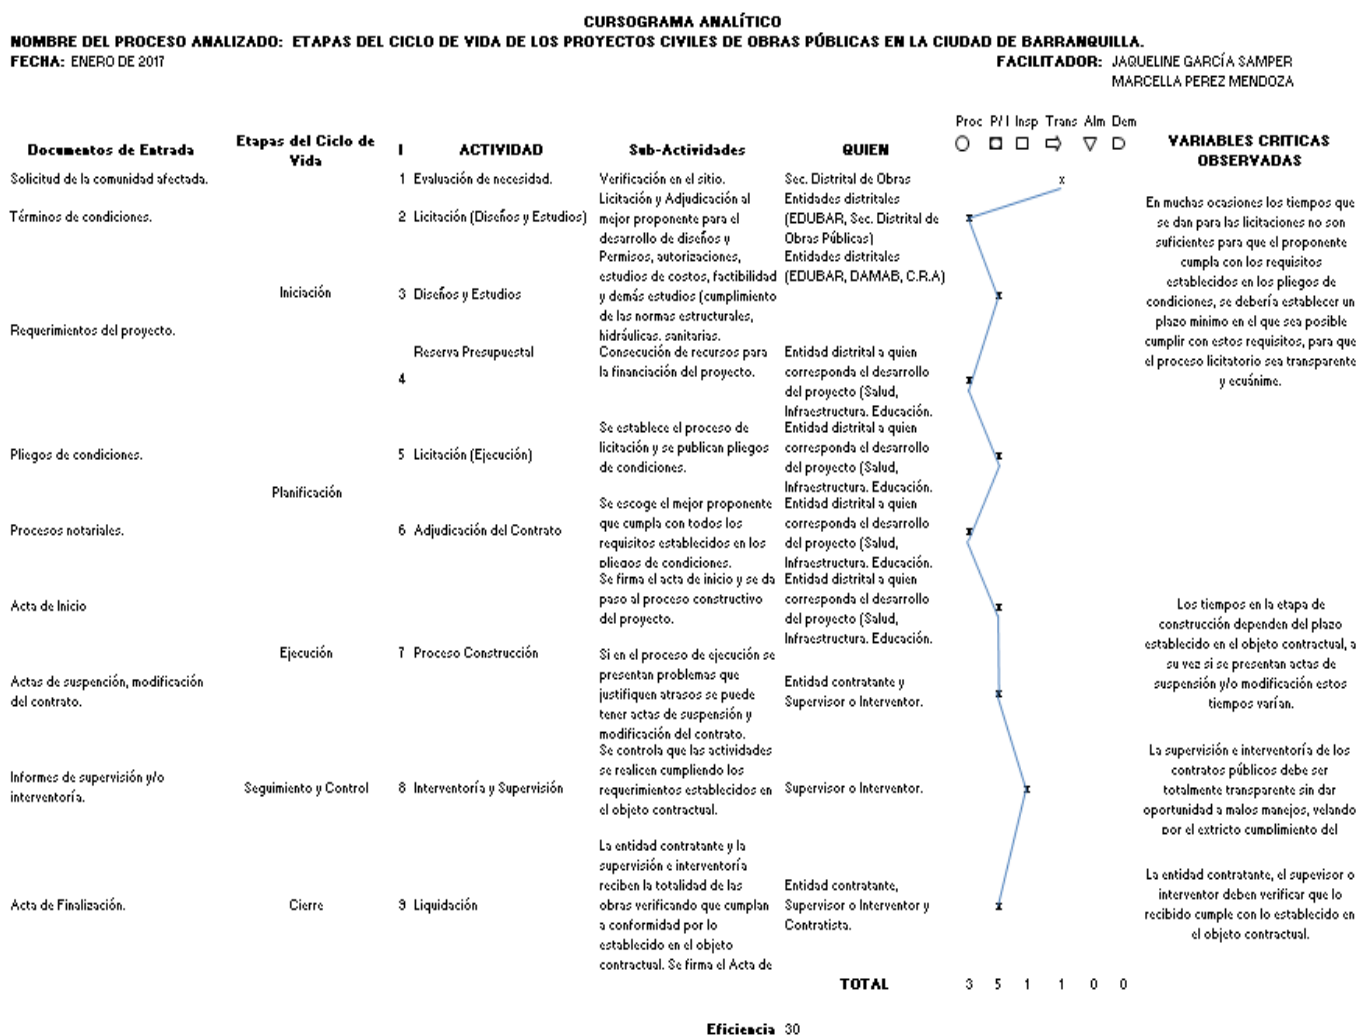 CURSOGRAMA ANALÍTICO
NOMBRE DEL PROCESO ANALIZADO: ETAPAS DEL CICLO DE VIDA DE LOS PROYECTOS CIVILES DE OBRAS PÚBLICAS EN LA CIUDAD DE BARRANQUILLA.
FECHA: ENERO DE 2017
FACILITADOR: JAQUELINE GARCÍA SAMPER
MARCELLA PEREZ MENDOZA
Documentos de Entrada
Etapas del Ciclo de
Vida
I
ACTIVIDAD
Sub-Actividades
QUIEN
Proc P/I Insp Trans Alm Dem
VARIABLES CRITICAS
OBSERVADAS
Solicitud de la comunidad afectada.
1 Evaluación de necesidad.
Verificación en el sitio.
Sec. Distrital de Obras
x
Términos de condiciones.
2 Licitación (Diseños y Estudios)
Licitación y Adjudicación al
mejor proponente para el
desarrollo de diseños y
Entidades distritales
(EDUBAR, Sec. Distrital de
Obras Públicas)
x
En muchas ocasiones los tiempos que
se dan para las licitaciones no son
suficientes para que el proponente
cumpla con los requisitos
establecidos en los pliegos de
condiciones, se debería establecer un
plazo minimo en el que sea posible
cumplir con estos requisitos, para que
el proceso licitatorio sea transparente
y ecuánime.
Iniciación
3 Diseños y Estudios
Permisos, autorizaciones,
estudios de costos, factibilidad
y demás estudios (cumplimiento
de las normas estructurales,
hidráulicas, sanitarias.
Entidades distritales
(EDUBAR, DAMAB, C.R.A)
x
Requerimientos del proyecto.
4
Reserva Presupuestal
Consecución de recursos para
la financiación del proyecto.
Entidad distrital a quien
corresponda el desarrollo
del proyecto (Salud,
Infraestructura. Educación.
x
Pliegos de condiciones.
5 Licitación (Ejecución)
Se establece el proceso de
licitación y se publican pliegos
de condiciones.
Entidad distrital a quien
corresponda el desarrollo
del proyecto (Salud,
Infraestructura. Educación.
x
Planificación
Procesos notariales.
6 Adjudicación del Contrato
Se escoge el mejor proponente
que cumpla con todos los
requisitos establecidos en los
pliegos de condiciones.
Entidad distrital a quien
corresponda el desarrollo
del proyecto (Salud,
Infraestructura. Educación.
x
Acta de Inicio
Se firma el acta de inicio y se da
paso al proceso constructivo
del proyecto.
Entidad distrital a quien
corresponda el desarrollo
del proyecto (Salud,
Infraestructura. Educación.
x
Los tiempos en la etapa de
construcción dependen del plazo
establecido en el objeto contractual, a
su vez si se presentan actas de
suspensión y/o modificación estos
tiempos varían.
Ejecución
7 Proceso Construcción
Actas de suspención, modificación
del contrato.
Si en el proceso de ejecución se
presentan problemas que
justifiquen atrasos se puede
tener actas de suspensión y
modificación del contrato.
Entidad contratante y
Supervisor o Interventor.
x
Informes de supervisión y/o
interventoría.
Seguimiento y Control
8 Interventoría y Supervisión
Se controla que las actividades
se realicen cumpliendo los
requerimientos establecidos en
el objeto contractual.
Supervisor o Interventor.
x
La supervisión e interventoría de los
contratos públicos debe ser
totalmente transparente sin dar
oportunidad a malos manejos, velando
por el extricto cumplimiento del
Acta de Finalización.
Cierre
9 Liquidación
La entidad contratante y la
supervisión e interventoría
reciben la totalidad de las
obras verificando que cumplan
a conformidad por lo
establecido en el objeto
contractual. Se firma el Acta de
Entidad contratante,
Supervisor o Interventor y
Contratista.
x
La entidad contratante, el supevisor o
interventor deben verificar que lo
recibido cumple con lo establecido en
el objeto contractual.
TOTAL 3 5 1 1 0 0
Eficiencia 30